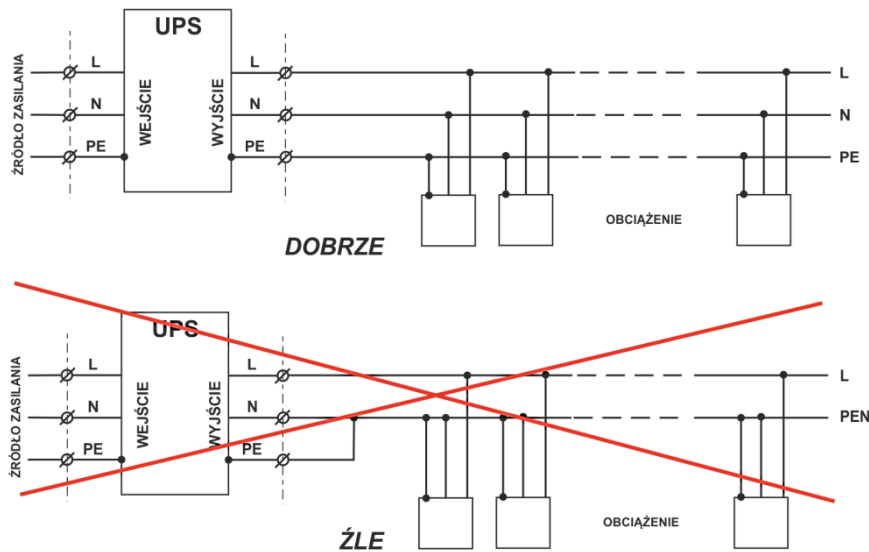 UPS
ŹRÓDŁO ZASILANIA
L
N
PE
WEJŚCIE
WYJŚCIE
L
N
PE
L
N
PE
OBCIĄŻENIE
DOBRZE
UPS
ŹRÓDŁO ZASILANIA
L
N
PE
WEJŚCIE
WYJŚCIE
L
N
PE
L
PEN
OBCIĄŻENIE
ŹLE